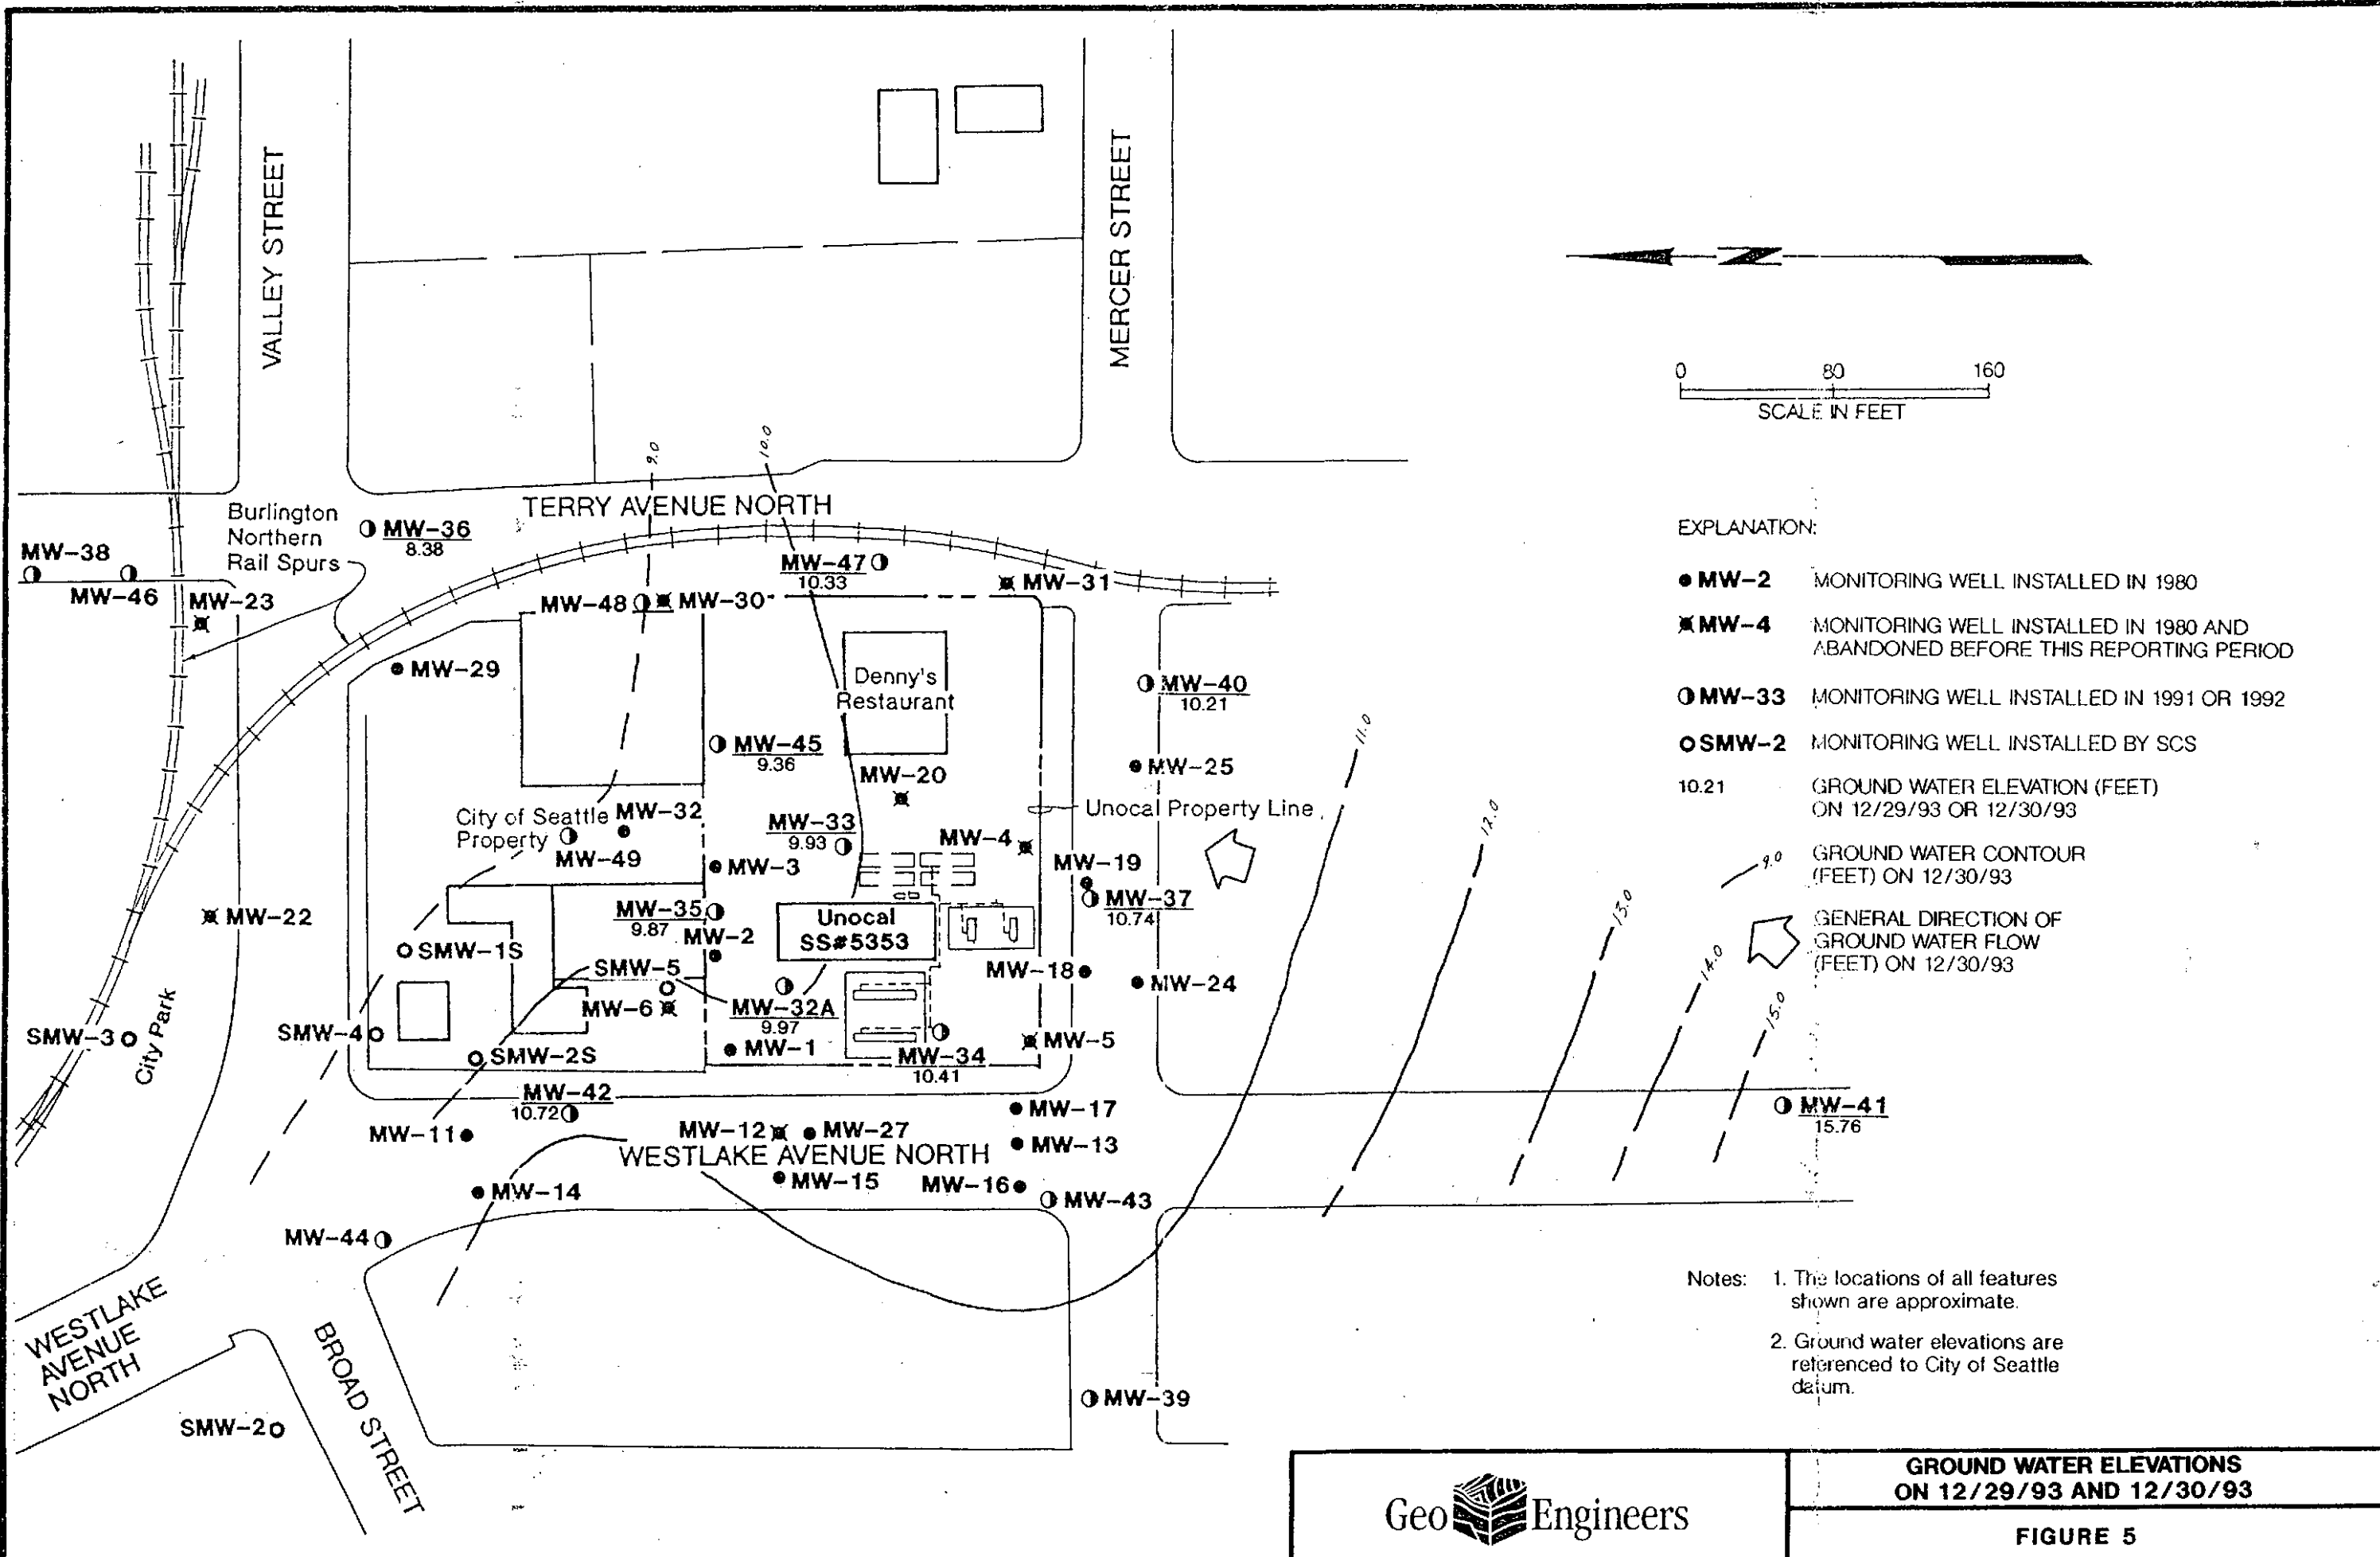 VALLEY STREET
MERCER STREET
N
0 80 160
SCALE IN FEET
9.0
10.0
TERRY AVENUE NORTH
Burlington
Northern
Rail Spurs
MW-36
8.38
MW-38
MW-46
MW-23
MW-47
10.33
MW-31
MW-48
MW-30
MW-29
Denny's
Restaurant
MW-40
10.21
MW-45
9.36
MW-25
MW-20
11.0
City of Seattle
Property
MW-32
MW-49
MW-33
9.93
MW-4
Unocal Property Line
12.0
MW-3
MW-19
MW-37
10.74
MW-35
9.87
MW-2
Unocal
SS#5353
13.0
MW-22
SMW-1S
SMW-5
MW-6
MW-18
MW-24
14.0
MW-32A
9.97
15.0
SMW-3
City Park
SMW-4
SMW-2S
MW-1
MW-34
10.41
MW-5
MW-42
10.72
MW-17
MW-41
15.76
MW-11
MW-12
MW-27
MW-13
WESTLAKE AVENUE NORTH
MW-14
MW-15
MW-16
MW-43
MW-44
WESTLAKE
AVENUE
NORTH
BROAD STREET
SMW-2
MW-39
EXPLANATION:
MW-2 MONITORING WELL INSTALLED IN 1980
MW-4 MONITORING WELL INSTALLED IN 1980 AND
ABANDONED BEFORE THIS REPORTING PERIOD
MW-33 MONITORING WELL INSTALLED IN 1991 OR 1992
SMW-2 MONITORING WELL INSTALLED BY SCS
10.21 GROUND WATER ELEVATION (FEET)
ON 12/29/93 OR 12/30/93
9.0 GROUND WATER CONTOUR
(FEET) ON 12/30/93
GENERAL DIRECTION OF
GROUND WATER FLOW
(FEET) ON 12/30/93
Notes: 1. The locations of all features
shown are approximate.
2. Ground water elevations are
referenced to City of Seattle
datum.
Geo Engineers
GROUND WATER ELEVATIONS
ON 12/29/93 AND 12/30/93
FIGURE 5